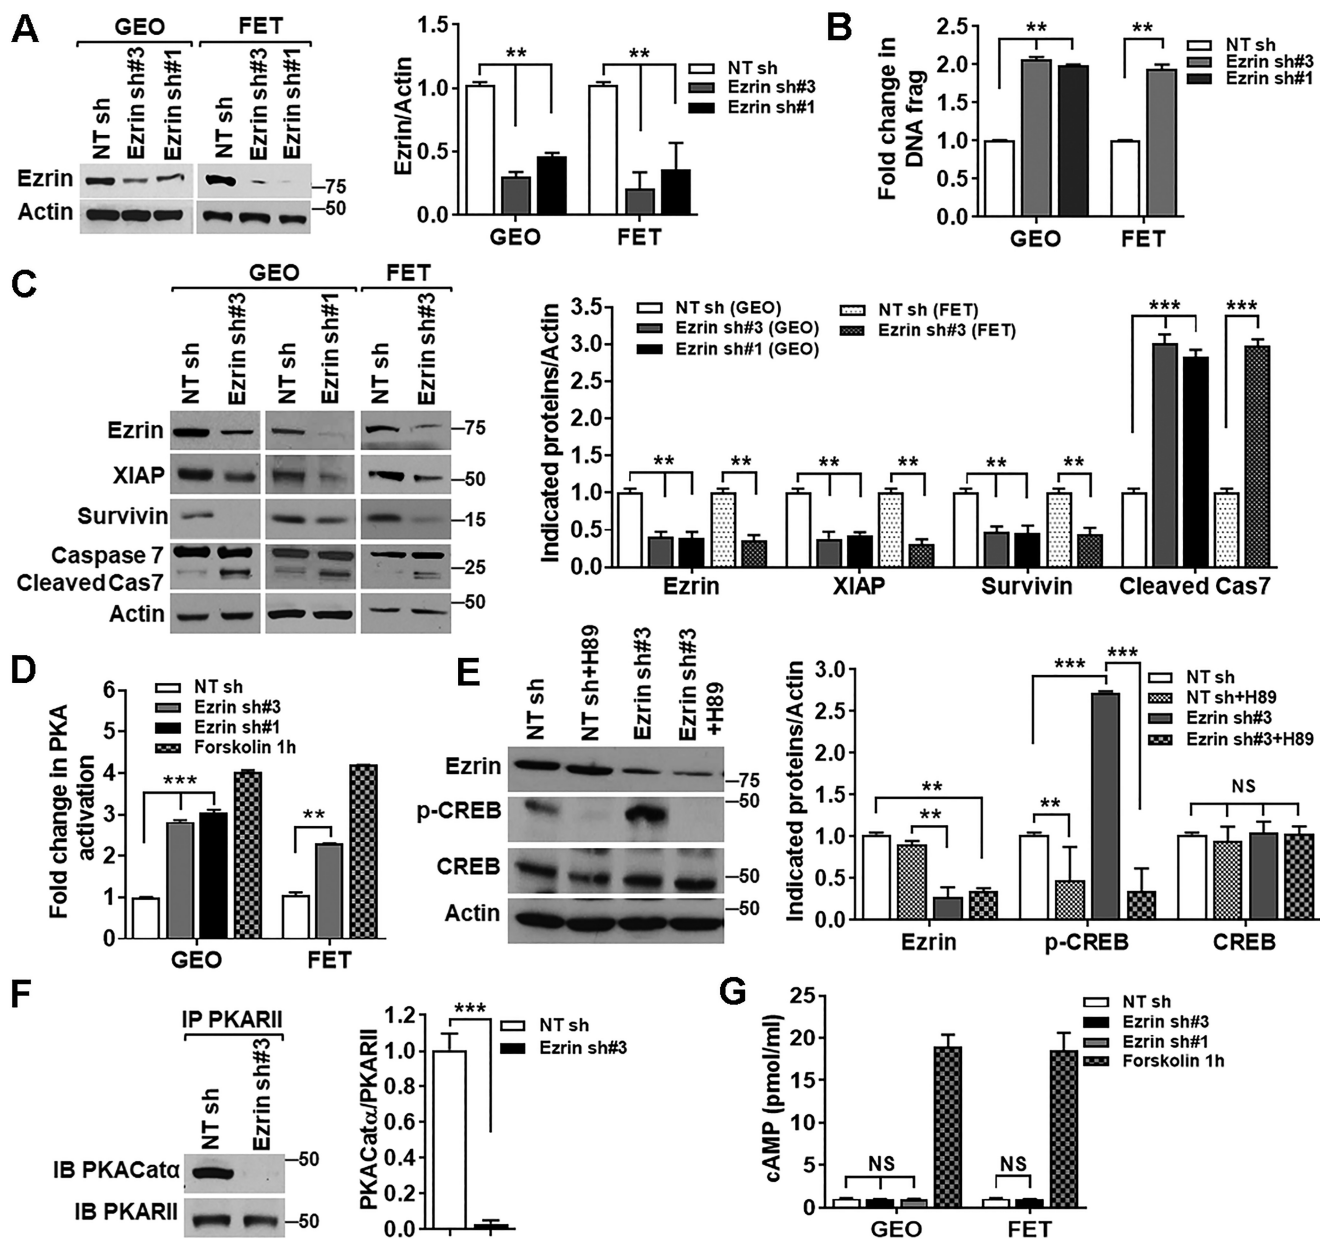 A
GEO
FET
NT sh
Ezrin sh#3
Ezrin sh#1
NT sh
Ezrin sh#3
Ezrin sh#1
Ezrin
Actin
75
50
Ezrin/Actin
1.5
1.0
0.5
0.0
**
**
GEO
FET
NT sh
Ezrin sh#3
Ezrin sh#1
B
Fold change in
DNA frag
2.5
2.0
1.5
1.0
0.5
0.0
**
**
GEO
FET
NT sh
Ezrin sh#3
Ezrin sh#1
C
GEO
FET
NT sh
Ezrin sh#3
NT sh
Ezrin sh#1
NT sh
Ezrin sh#3
Ezrin
XIAP
Survivin
Caspase 7
Cleaved Cas7
Actin
75
50
15
25
50
Indicated proteins/Actin
3.5
3.0
2.5
2.0
1.5
1.0
0.5
0.0
NT sh (GEO)
Ezrin sh#3 (GEO)
Ezrin sh#1 (GEO)
NT sh (FET)
Ezrin sh#3 (FET)
**
**
**
**
**
**
***
***
Ezrin
XIAP
Survivin
Cleaved Cas7
D
Fold change in PKA
activation
6
5
4
3
2
1
0
NT sh
Ezrin sh#3
Ezrin sh#1
Forskolin 1h
***
**
GEO
FET
E
NT sh
NT sh+H89
Ezrin sh#3
Ezrin sh#3
+H89
Ezrin
p-CREB
CREB
Actin
75
50
50
50
Indicated proteins/Actin
3.0
2.5
2.0
1.5
1.0
0.5
0.0
**
**
**
***
***
NS
NT sh
NT sh+H89
Ezrin sh#3
Ezrin sh#3+H89
Ezrin
p-CREB
CREB
F
IP PKARII
NT sh
Ezrin sh#3
IB PKACatα
IB PKARII
50
50
PKACatα/PKARII
1.2
1.0
0.8
0.6
0.4
0.2
0.0
***
NT sh
Ezrin sh#3
G
cAMP (pmol/ml)
25
20
15
10
5
0
NS
NS
GEO
FET
NT sh
Ezrin sh#3
Ezrin sh#1
Forskolin 1h